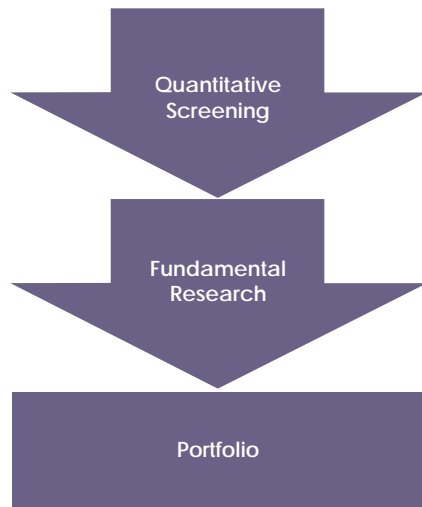 Quantitative
Screening
Fundamental
Research
Portfolio